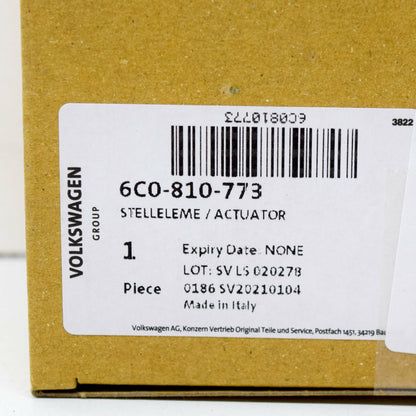 6C0810773
3822
6C0-810-773
STELLELEME / ACTUATOR
1 Expiry Date: NONE
LOT: SV LS 020278
Piece 0186 SV20210104
Made in Italy
Volkswagen AG, Konzern Vertrieb Original Teile und Service, Postfach 1451, 34219
VOLKSWAGEN
GROUP